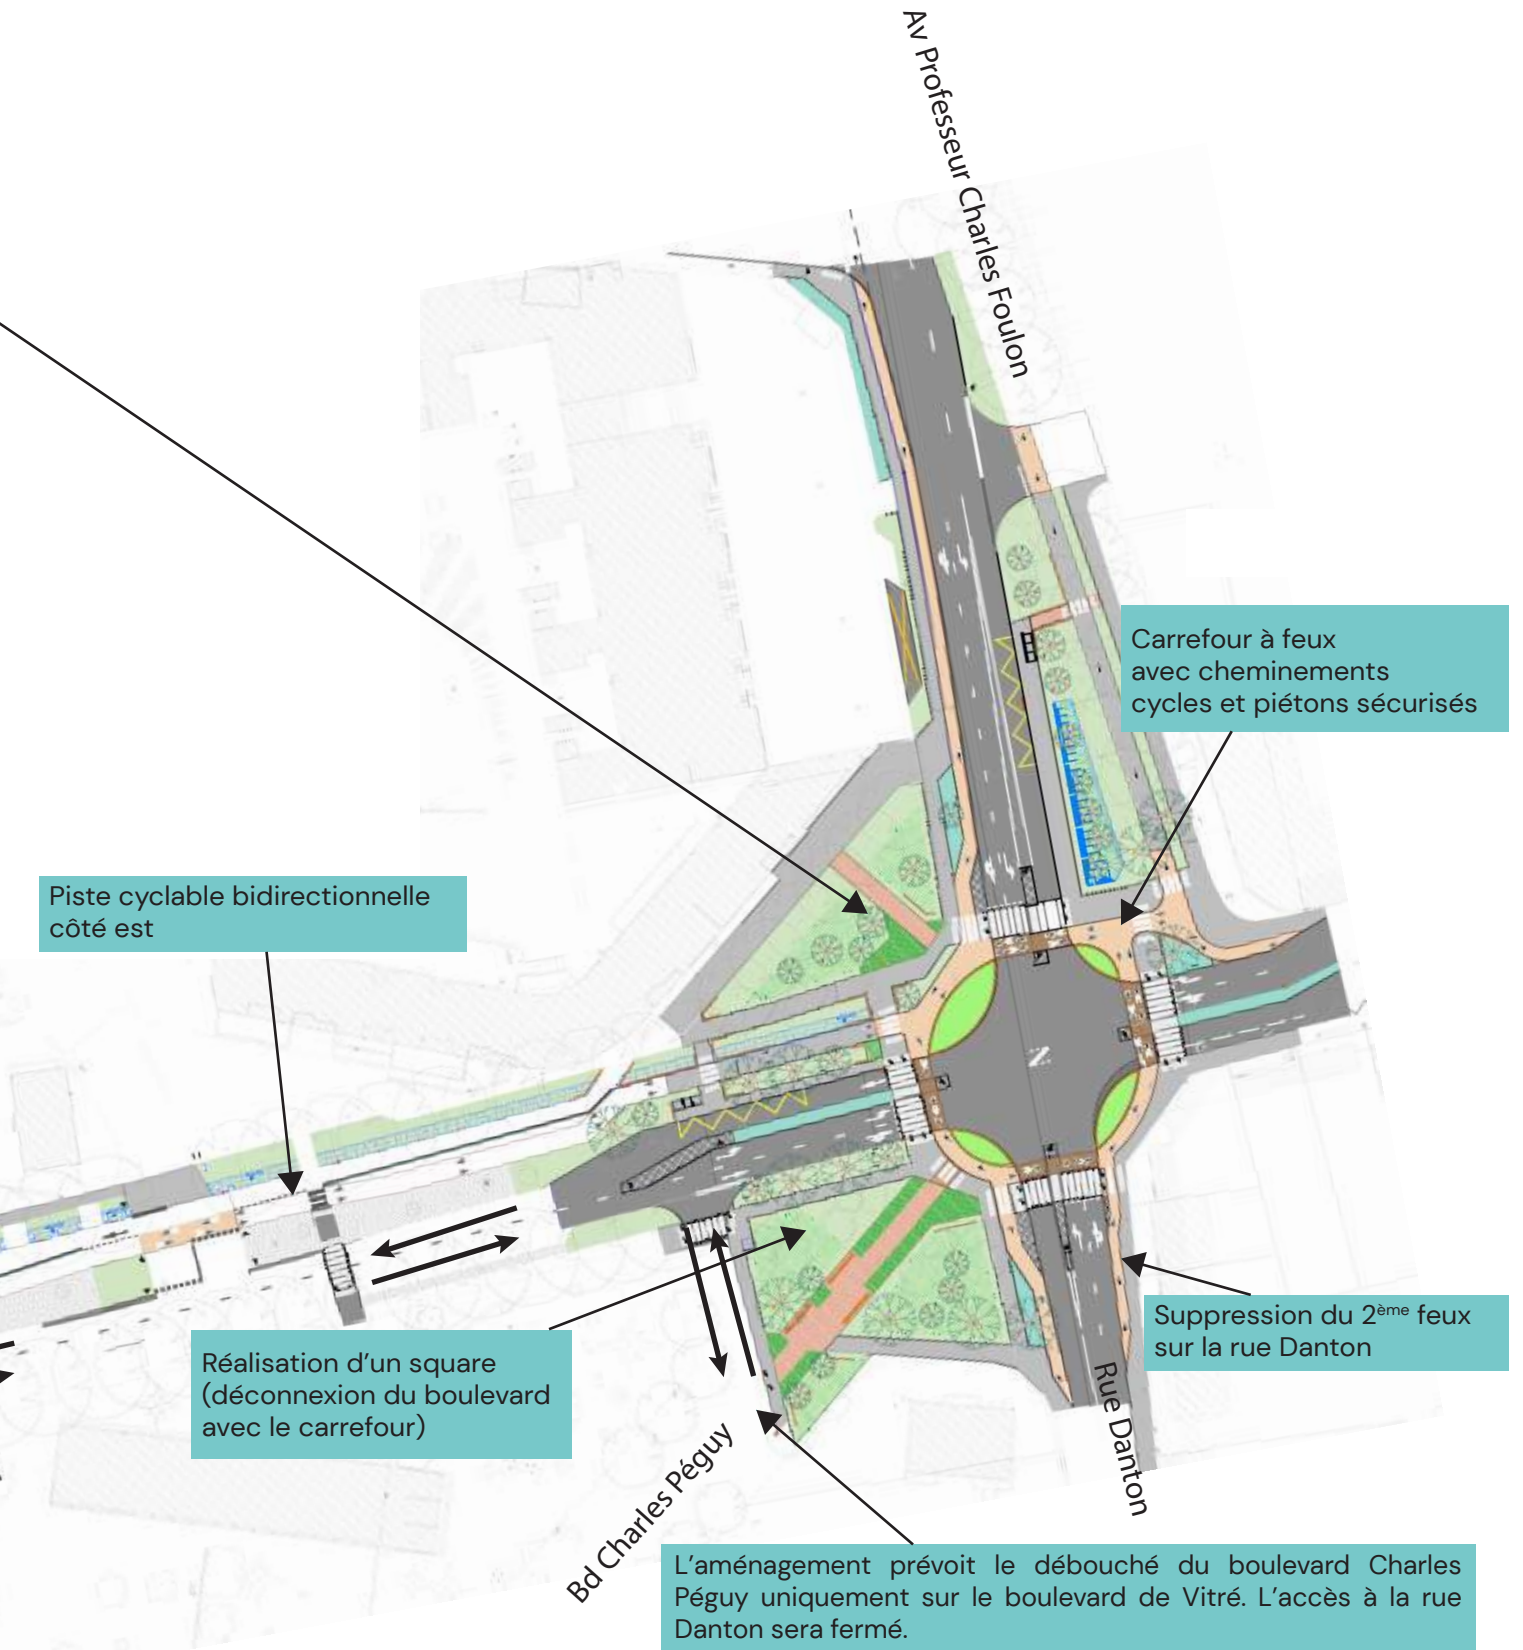 Av Professeur Charles Foulon
Carrefour à feux
avec cheminements
cycles et piétons sécurisés
Piste cyclable bidirectionnelle
côté est
Réalisation d’un square
(déconnexion du boulevard
avec le carrefour)
Suppression du 2ème feux
sur la rue Danton
Rue Danton
Bd Charles Péguy
L’aménagement prévoit le débouché du boulevard Charles
Péguy uniquement sur le boulevard de Vitré. L’accès à la rue
Danton sera fermé.